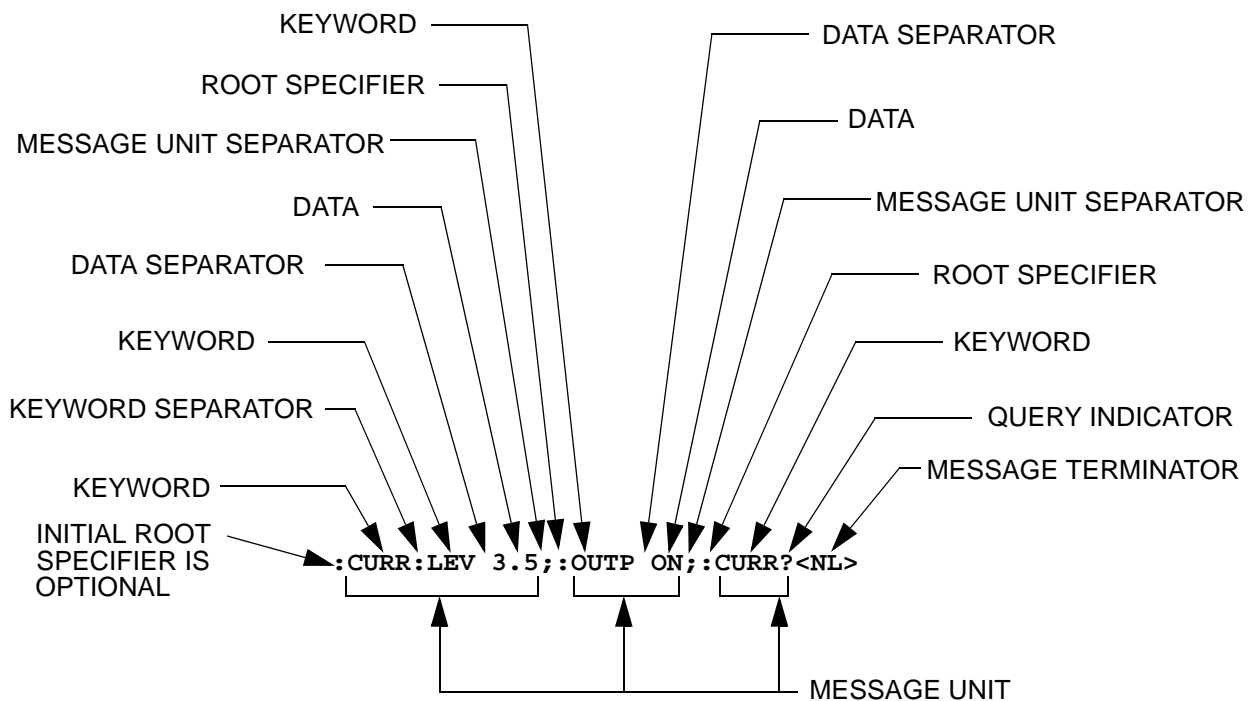 KEYWORD
DATA SEPARATOR
ROOT SPECIFIER
DATA
MESSAGE UNIT SEPARATOR
DATA
MESSAGE UNIT SEPARATOR
DATA SEPARATOR
ROOT SPECIFIER
KEYWORD
KEYWORD
KEYWORD SEPARATOR
QUERY INDICATOR
MESSAGE TERMINATOR
KEYWORD
INITIAL ROOT
SPECIFIER IS
OPTIONAL
:CURR:LEV 3.5;:OUTP ON;:CURR?<NL>
MESSAGE UNIT